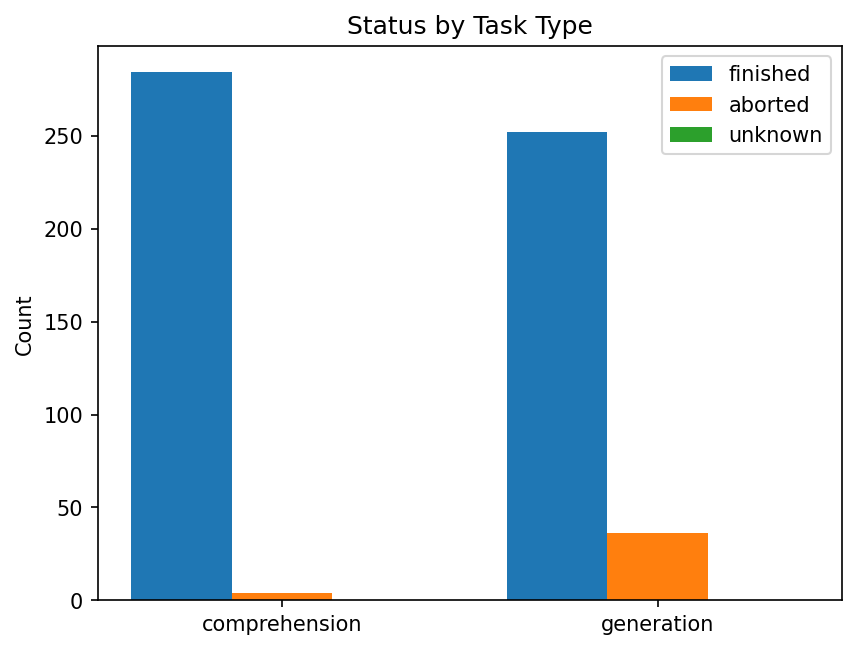 Status by Task Type
finished
aborted
unknown
Count
250
200
150
100
50
0
comprehension
generation